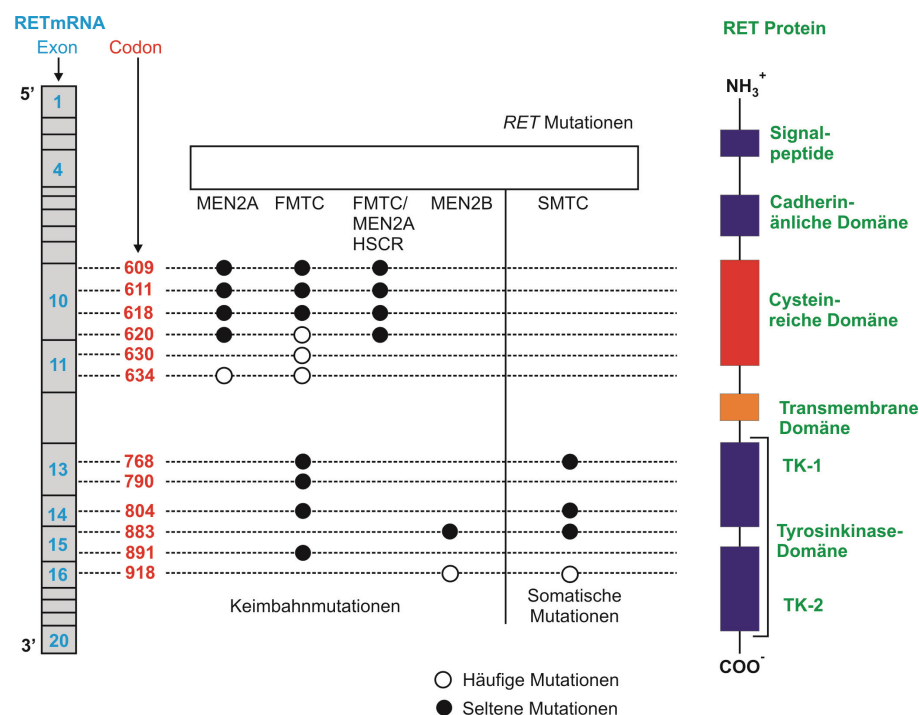 RETmRNA
Exon
Codon
5’
1
4
10
11
13
14
15
16
20
3’
RET Mutationen
MEN2A
FMTC
FMTC/
MEN2A
HSCR
MEN2B
SMTC
609
611
618
620
630
634
768
790
804
883
891
918
Keimbahnmutationen
Somatische
Mutationen
Häufige Mutationen
Seltene Mutationen
RET Protein
NH3+
Signal-
peptide
Cadherin-
änliche Domäne
Cystein-
reiche Domäne
Transmembrane
Domäne
TK-1
Tyrosinkinase-
Domäne
TK-2
COO-